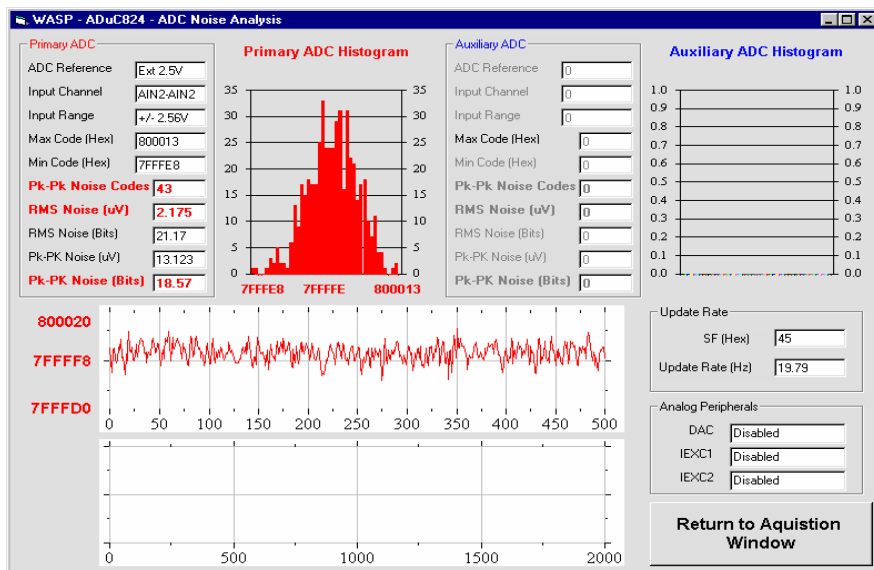 WASP - ADuC824 - ADC Noise Analysis
Primary ADC
ADC Reference Ext 2.5V
Input Channel AIN2-AIN2
Input Range +/- 2.56V
Max Code (Hex) 800013
Min Code (Hex) 7FFFE8
Pk-Pk Noise Codes 43
RMS Noise (uV) 2.175
RMS Noise (Bits) 21.17
Pk-PK Noise (uV) 13.123
Pk-PK Noise (Bits) 18.57
Primary ADC Histogram
35 35
30 30
25 25
20 20
15 15
10 10
5 5
0 0
7FFFE8 7FFFFE 800013
Auxiliary ADC
ADC Reference 0
Input Channel 0
Input Range 0
Max Code (Hex) 0
Min Code (Hex) 0
Pk-Pk Noise Codes 0
RMS Noise (uV) 0
RMS Noise (Bits) 0
Pk-PK Noise (uV) 0
Pk-PK Noise (Bits) 0
Auxiliary ADC Histogram
1.0 1.0
0.9 0.9
0.8 0.8
0.7 0.7
0.6 0.6
0.5 0.5
0.4 0.4
0.3 0.3
0.2 0.2
0.1 0.1
0.0 0.0
800020
7FFFF8
7FFFD0
0 50 100 150 200 250 300 350 400 450 500
0 500 1000 1500 2000
Update Rate
SF (Hex) 45
Update Rate (Hz) 19.79
Analog Peripherals
DAC Disabled
IEXC1 Disabled
IEXC2 Disabled
Return to Aquistion
Window